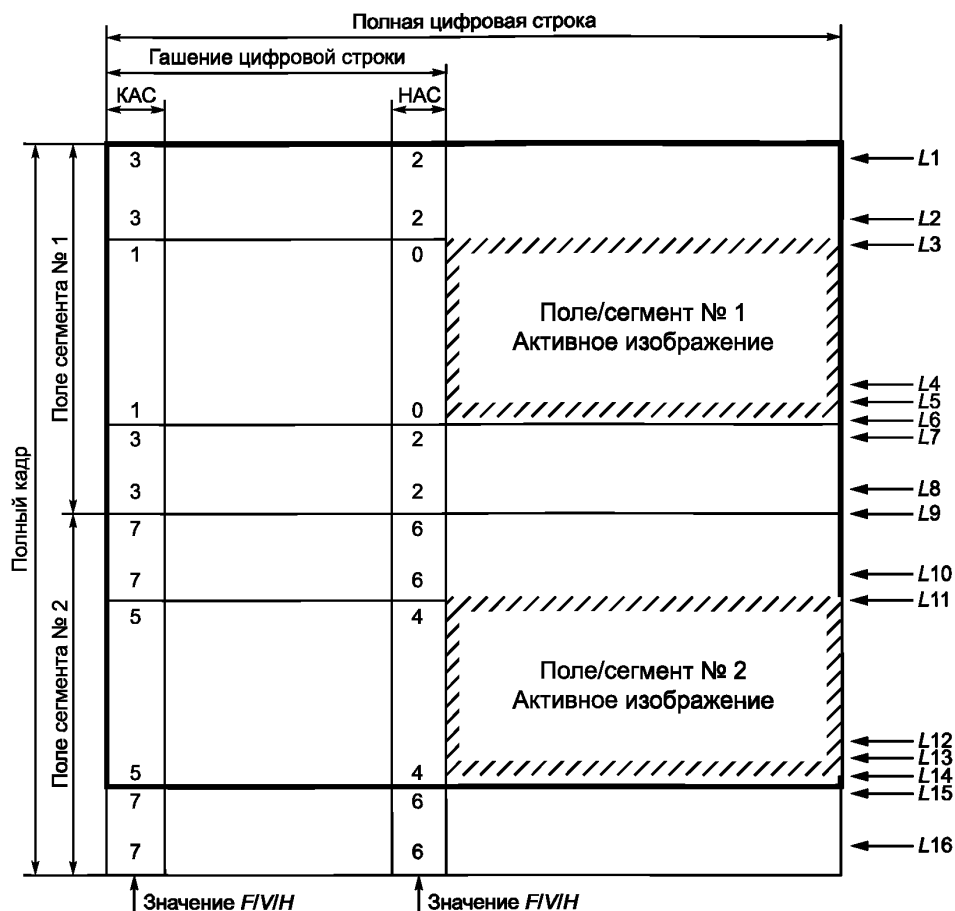 Полная цифровая строка
Гашение цифровой строки
КАС НАС
3 2 L1
3 2 L2
L3
1 0
Поле/сегмент № 1
Активное изображение
L4
1 0 L5
L6
3 2 L7
3 2 L8
L9
7 6
7 6 L10
L11
5 4
Поле/сегмент № 2
Активное изображение
L12
L13
5 4 L14
7 6 L15
7 6 L16
Полный кадр
Поле сегмента № 1
Поле сегмента № 2
Значение F/V/H Значение F/V/H